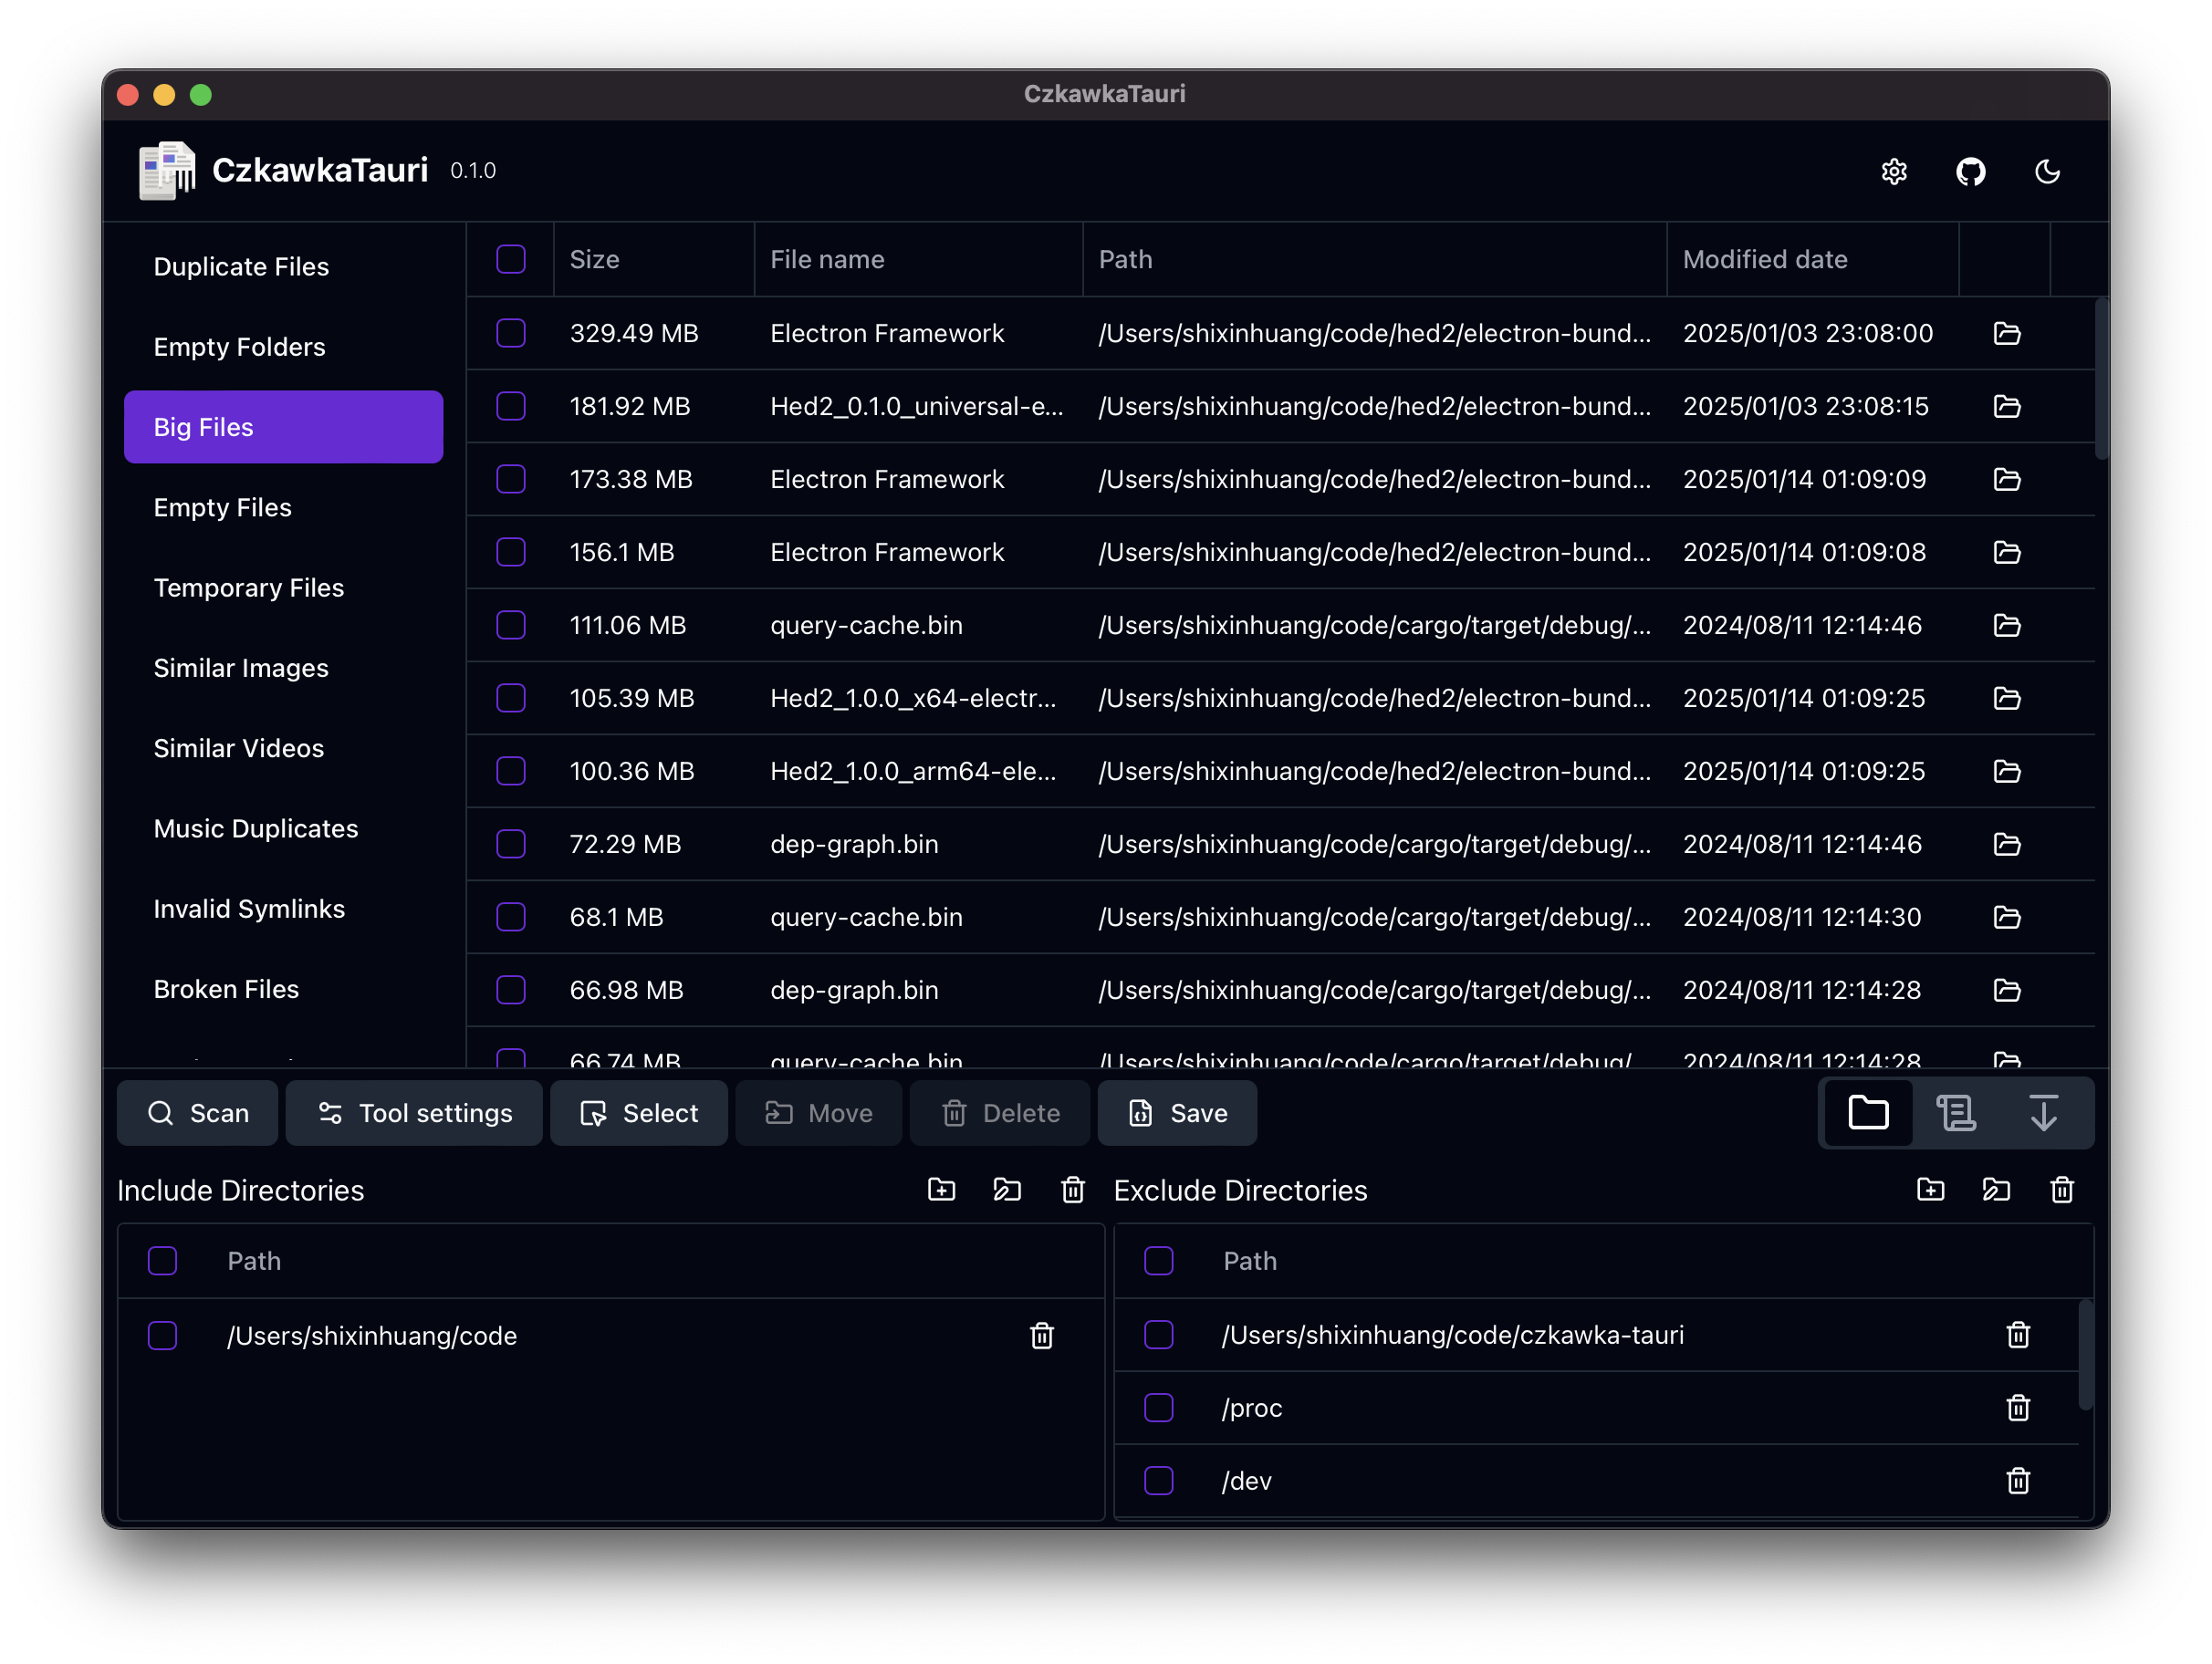 CzkawkaTauri
CzkawkaTauri 0.1.0
Duplicate Files
Empty Folders
Big Files
Empty Files
Temporary Files
Similar Images
Similar Videos
Music Duplicates
Invalid Symlinks
Broken Files
Size File name Path Modified date
329.49 MB Electron Framework /Users/shixinhuang/code/hed2/electron-bund... 2025/01/03 23:08:00
181.92 MB Hed2_0.1.0_universal-e... /Users/shixinhuang/code/hed2/electron-bund... 2025/01/03 23:08:15
173.38 MB Electron Framework /Users/shixinhuang/code/hed2/electron-bund... 2025/01/14 01:09:09
156.1 MB Electron Framework /Users/shixinhuang/code/hed2/electron-bund... 2025/01/14 01:09:08
111.06 MB query-cache.bin /Users/shixinhuang/code/cargo/target/debug/... 2024/08/11 12:14:46
105.39 MB Hed2_1.0.0_x64-electr... /Users/shixinhuang/code/hed2/electron-bund... 2025/01/14 01:09:25
100.36 MB Hed2_1.0.0_arm64-ele... /Users/shixinhuang/code/hed2/electron-bund... 2025/01/14 01:09:25
72.29 MB dep-graph.bin /Users/shixinhuang/code/cargo/target/debug/... 2024/08/11 12:14:46
68.1 MB query-cache.bin /Users/shixinhuang/code/cargo/target/debug/... 2024/08/11 12:14:30
66.98 MB dep-graph.bin /Users/shixinhuang/code/cargo/target/debug/... 2024/08/11 12:14:28
66.74 MB query-cache.bin /Users/shixinhuang/code/cargo/target/debug/ 2024/08/11 12:14:28
Scan Tool settings Select Move Delete Save
Include Directories
Path
/Users/shixinhuang/code
Exclude Directories
Path
/Users/shixinhuang/code/czkawka-tauri
/proc
/dev